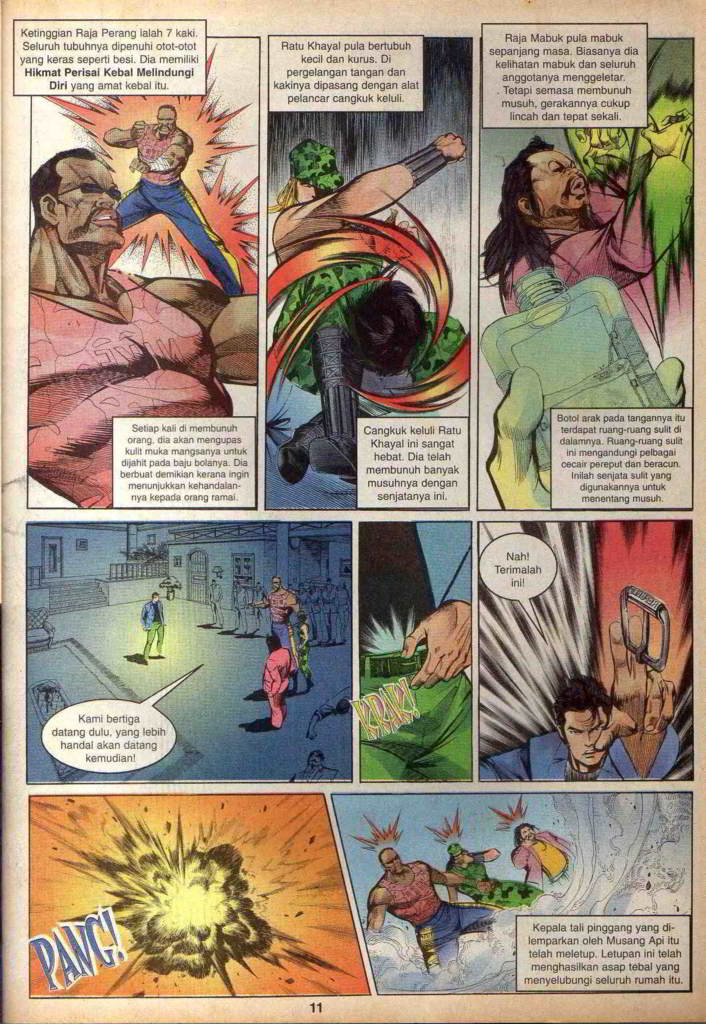 Ketinggian Raja Perang ialah 7 kaki.
Seluruh tubuhnya dipenuhi otot-otot
yang keras seperti besi. Dia memiliki
Hikmat Perisai Kebal Melindungi
Diri yang amat kebal itu.
Ratu Khayal pula bertubuh
kecil dan kurus. Di
pergelangan tangan dan
kakinya dipasang dengan alat
pelancar cangkuk keluli.
Raja Mabuk pula mabuk
sepanjang masa. Biasanya dia
kelihatan mabuk dan seluruh
anggotanya menggeletar.
. Tetapi semasa membunuh
musuh, gerakannya cukup
lincah dan tepat sekali.
Setiap kali di membunuh
orang, dia akan mengupas
kulit muka mangsanya untuk
dijahit pada baju bolanya. Dia
berbuat demikian kerana ingin
menunjukkan kehandalan-
nya kepada orang ramai.
Cangkuk keluli Ratu
Khayal ini sangat
hebat. Dia telah
membunuh banyak
musuhnya dengan
senjatanya ini.
Botol arak pada tangannya itu
terdapat ruang-ruang sulit di
dalamnya. Ruang-ruang sulit
ini mengandungi pelbagai
cecair pereput dan beracun.
Inilah senjata sulit yang
digunakannya untuk
menentang musuh.
Kami bertiga
datang dulu, yang lebih
handal akan datang
kemudian!
KRAK!
Nah!
Terimalah
ini!
PANG!
Kepala tali pinggang yang di-
lemparkan oleh Musang Api itu
telah meletup. Letupan ini telah
menghasilkan asap tebal yang
menyelubungi seluruh rumah itu.
11